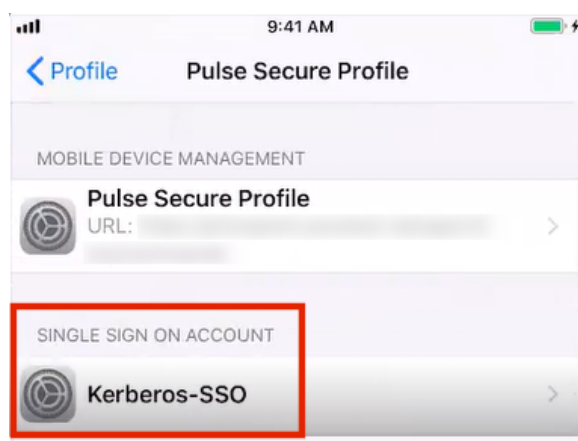 9:41 AM
Profile
Pulse Secure Profile
MOBILE DEVICE MANAGEMENT
Pulse Secure Profile
URL:
SINGLE SIGN ON ACCOUNT
Kerberos-SSO